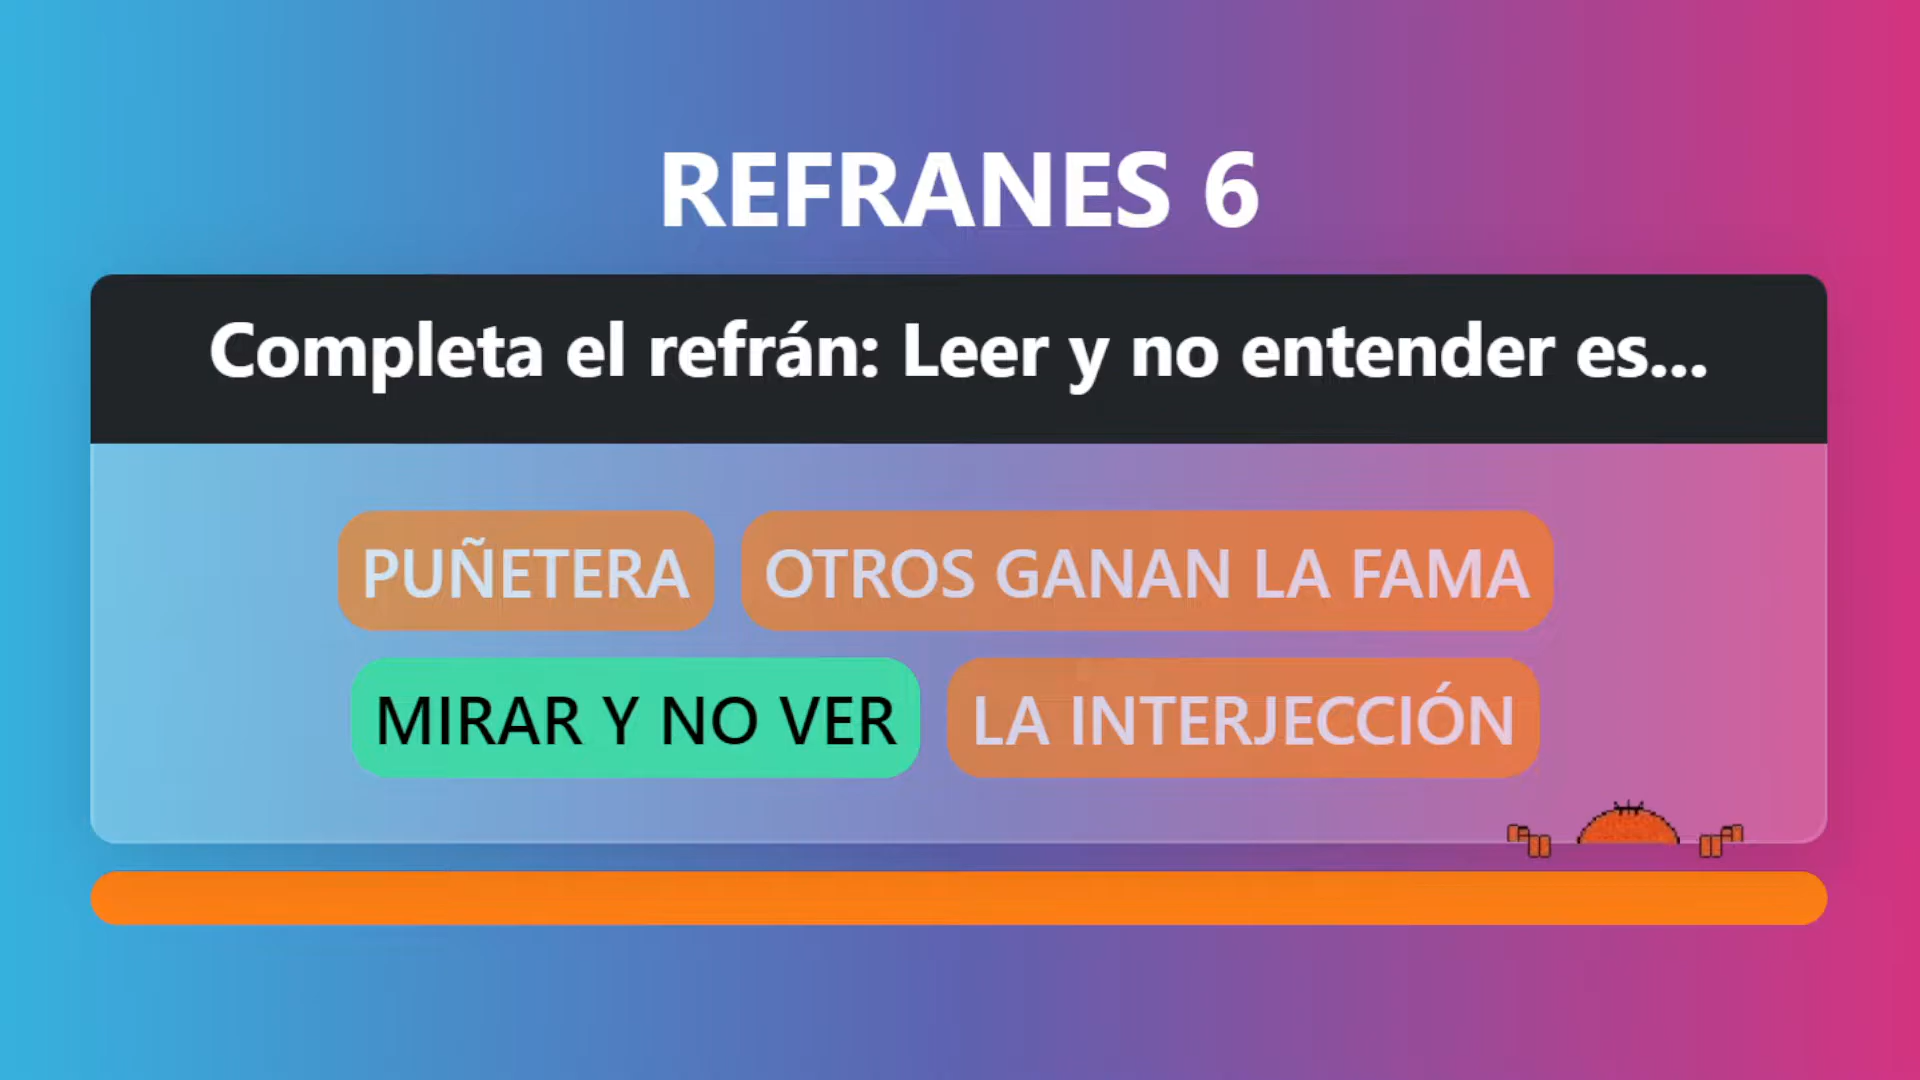 REFRANES 6
Completa el refrán: Leer y no entender es...
PUÑETERA
OTROS GANAN LA FAMA
MIRAR Y NO VER
LA INTERJECCIÓN